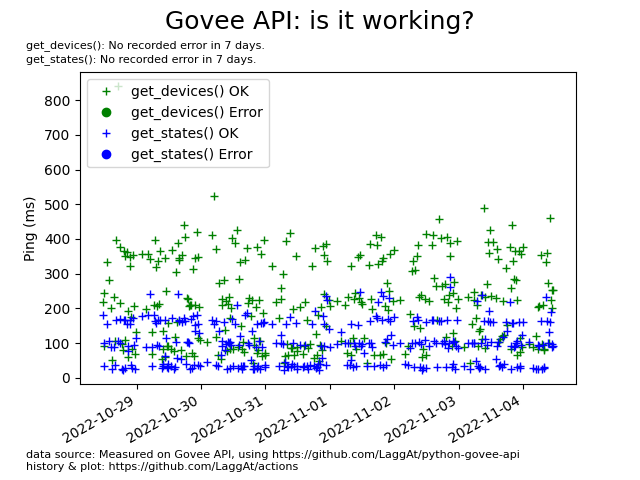 Govee API: is it working?
get_devices(): No recorded error in 7 days.
get_states(): No recorded error in 7 days.
get_devices() OK
get_devices() Error
get_states() OK
get_states() Error
Ping (ms)
800
700
600
500
400
300
200
100
0
2022-10-29
2022-10-30
2022-10-31
2022-11-01
2022-11-02
2022-11-03
2022-11-04
data source: Measured on Govee API, using https://github.com/LaggAt/python-govee-api
history & plot: https://github.com/LaggAt/actions